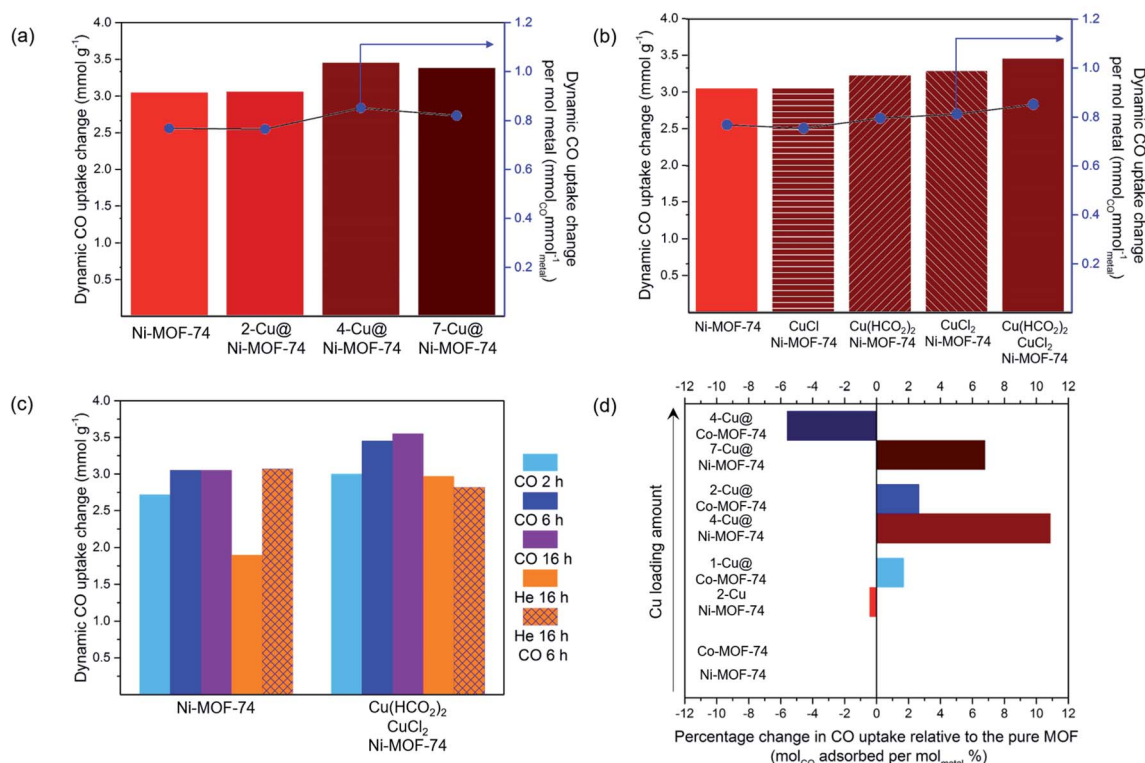 (a)
4.0
3.5
3.0
2.5
2.0
1.5
1.0
0.5
Dynamic CO uptake change (mmol g⁻¹)
1.2
1.0
0.8
0.6
0.4
0.2
Dynamic CO uptake change
per mol metal (mmol_CO mmol⁻¹_metal)
Ni-MOF-74
2-Cu@
Ni-MOF-74
4-Cu@
Ni-MOF-74
7-Cu@
Ni-MOF-74
(b)
4.0
3.5
3.0
2.5
2.0
1.5
1.0
0.5
Dynamic CO uptake change (mmol g⁻¹)
1.2
1.0
0.8
0.6
0.4
0.2
Dynamic CO uptake change
per mol metal (mmol_CO mmol⁻¹_metal)
Ni-MOF-74
CuCl
Ni-MOF-74
Cu(HCO₂)₂
Ni-MOF-74
CuCl₂
Ni-MOF-74
Cu(HCO₂)₂
CuCl₂
Ni-MOF-74
(c)
4.0
3.5
3.0
2.5
2.0
1.5
1.0
0.5
Dynamic CO uptake change (mmol g⁻¹)
Ni-MOF-74
Cu(HCO₂)₂
CuCl₂
Ni-MOF-74
CO 2 h
CO 6 h
CO 16 h
He 16 h
He 16 h
CO 6 h
(d)
-12 -10 -8 -6 -4 -2 0 2 4 6 8 10 12
Cu loading amount
4-Cu@
Co-MOF-74
7-Cu@
Ni-MOF-74
2-Cu@
Co-MOF-74
4-Cu@
Ni-MOF-74
1-Cu@
Co-MOF-74
2-Cu
Ni-MOF-74
Co-MOF-74
Ni-MOF-74
-12 -10 -8 -6 -4 -2 0 2 4 6 8 10 12
Percentage change in CO uptake relative to the pure MOF
(mol_CO adsorbed per mol_metal %)